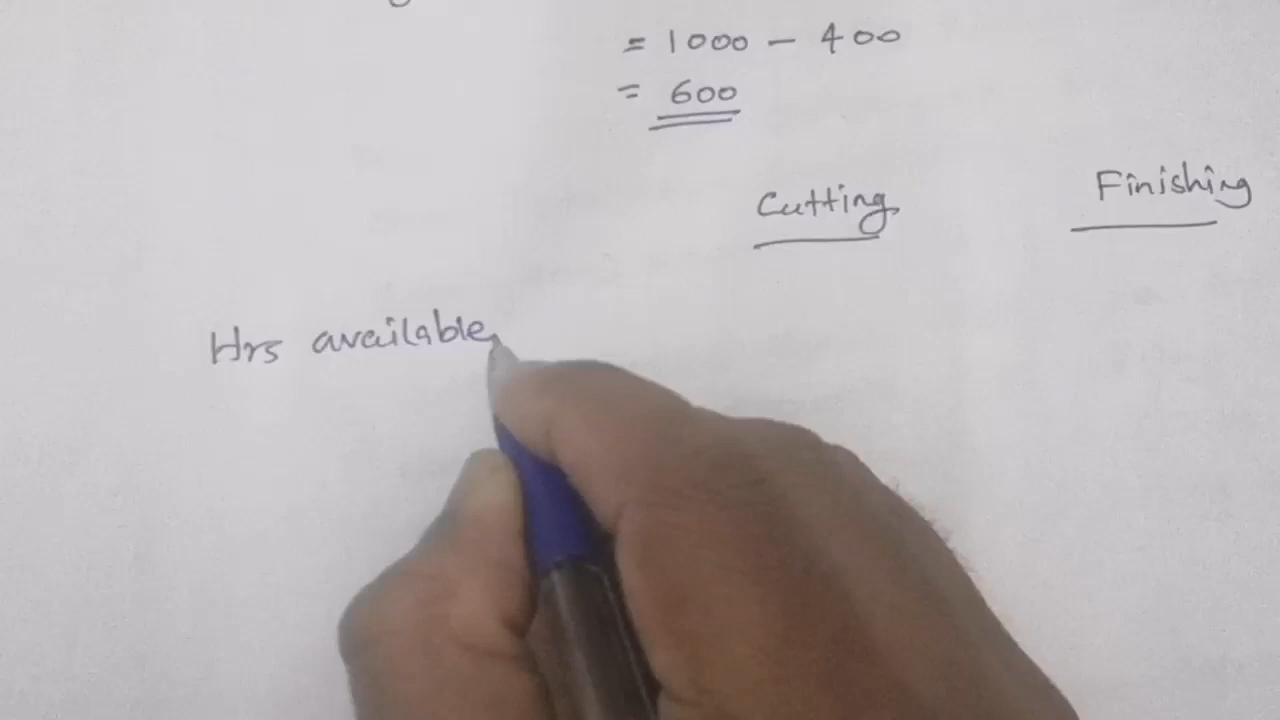 = 1000 - 400
= 600
Cutting Finishing
Hrs available